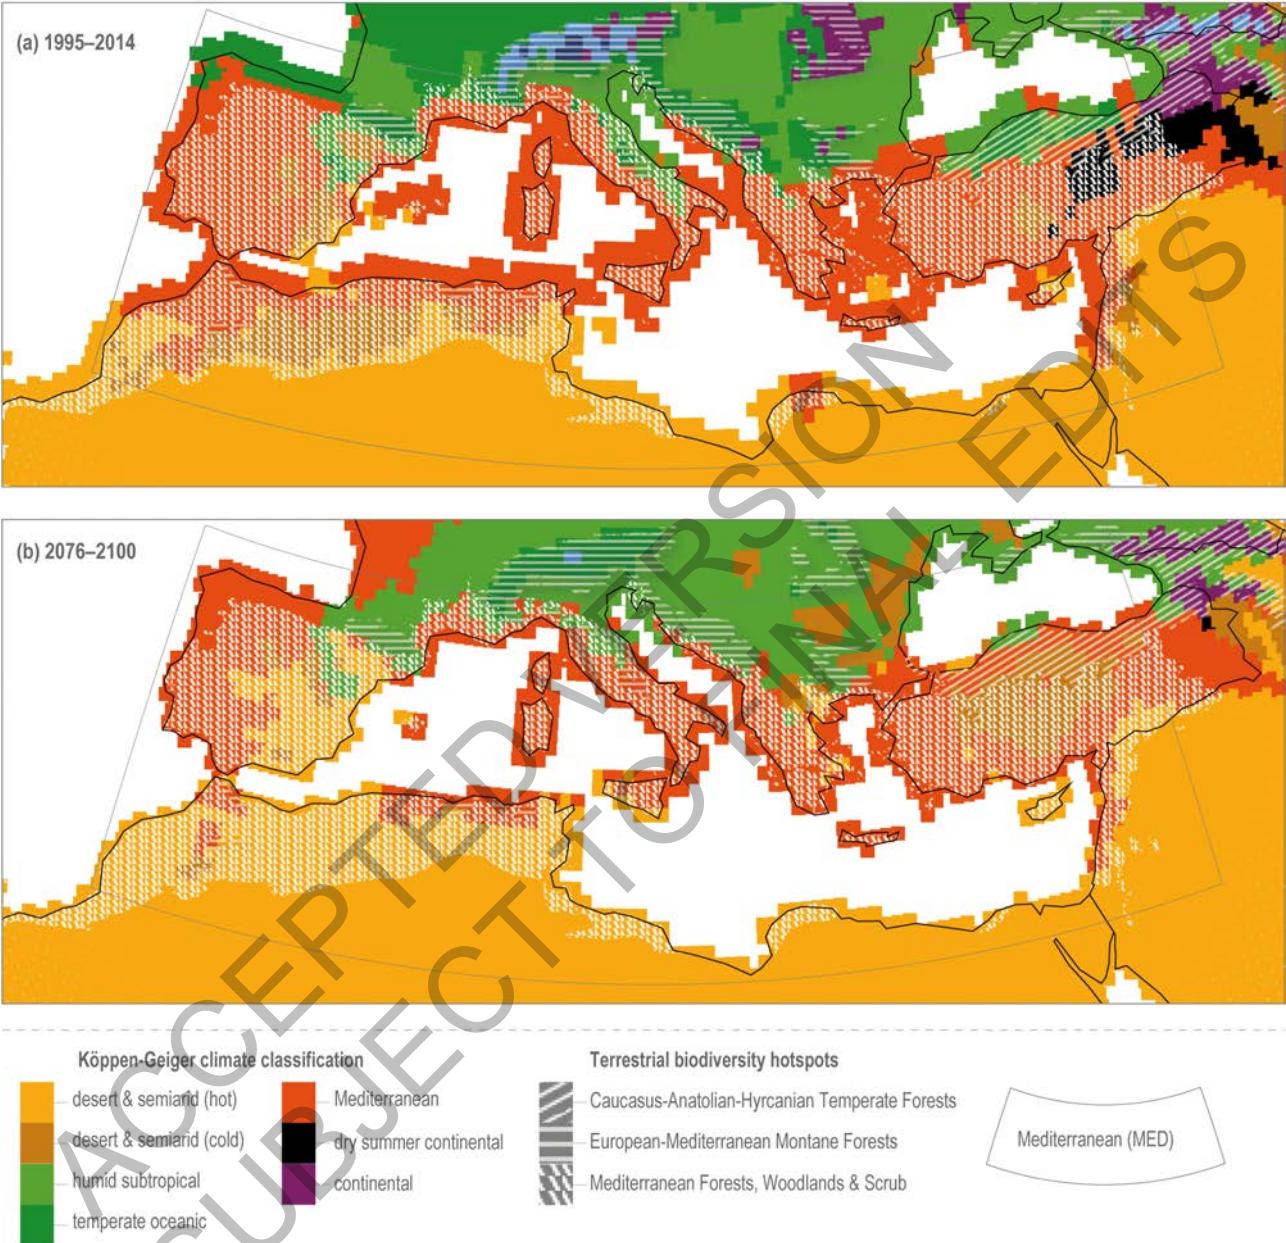 (a) 1995–2014
(b) 2076–2100
ACCEPTED VERSION
SUBJECT TO FINAL EDITS
Köppen-Geiger climate classification
desert & semiarid (hot)
desert & semiarid (cold)
humid subtropical
temperate oceanic
Mediterranean
dry summer continental
continental
Terrestrial biodiversity hotspots
Caucasus-Anatolian-Hyrcanian Temperate Forests
European-Mediterranean Montane Forests
Mediterranean Forests, Woodlands & Scrub
Mediterranean (MED)